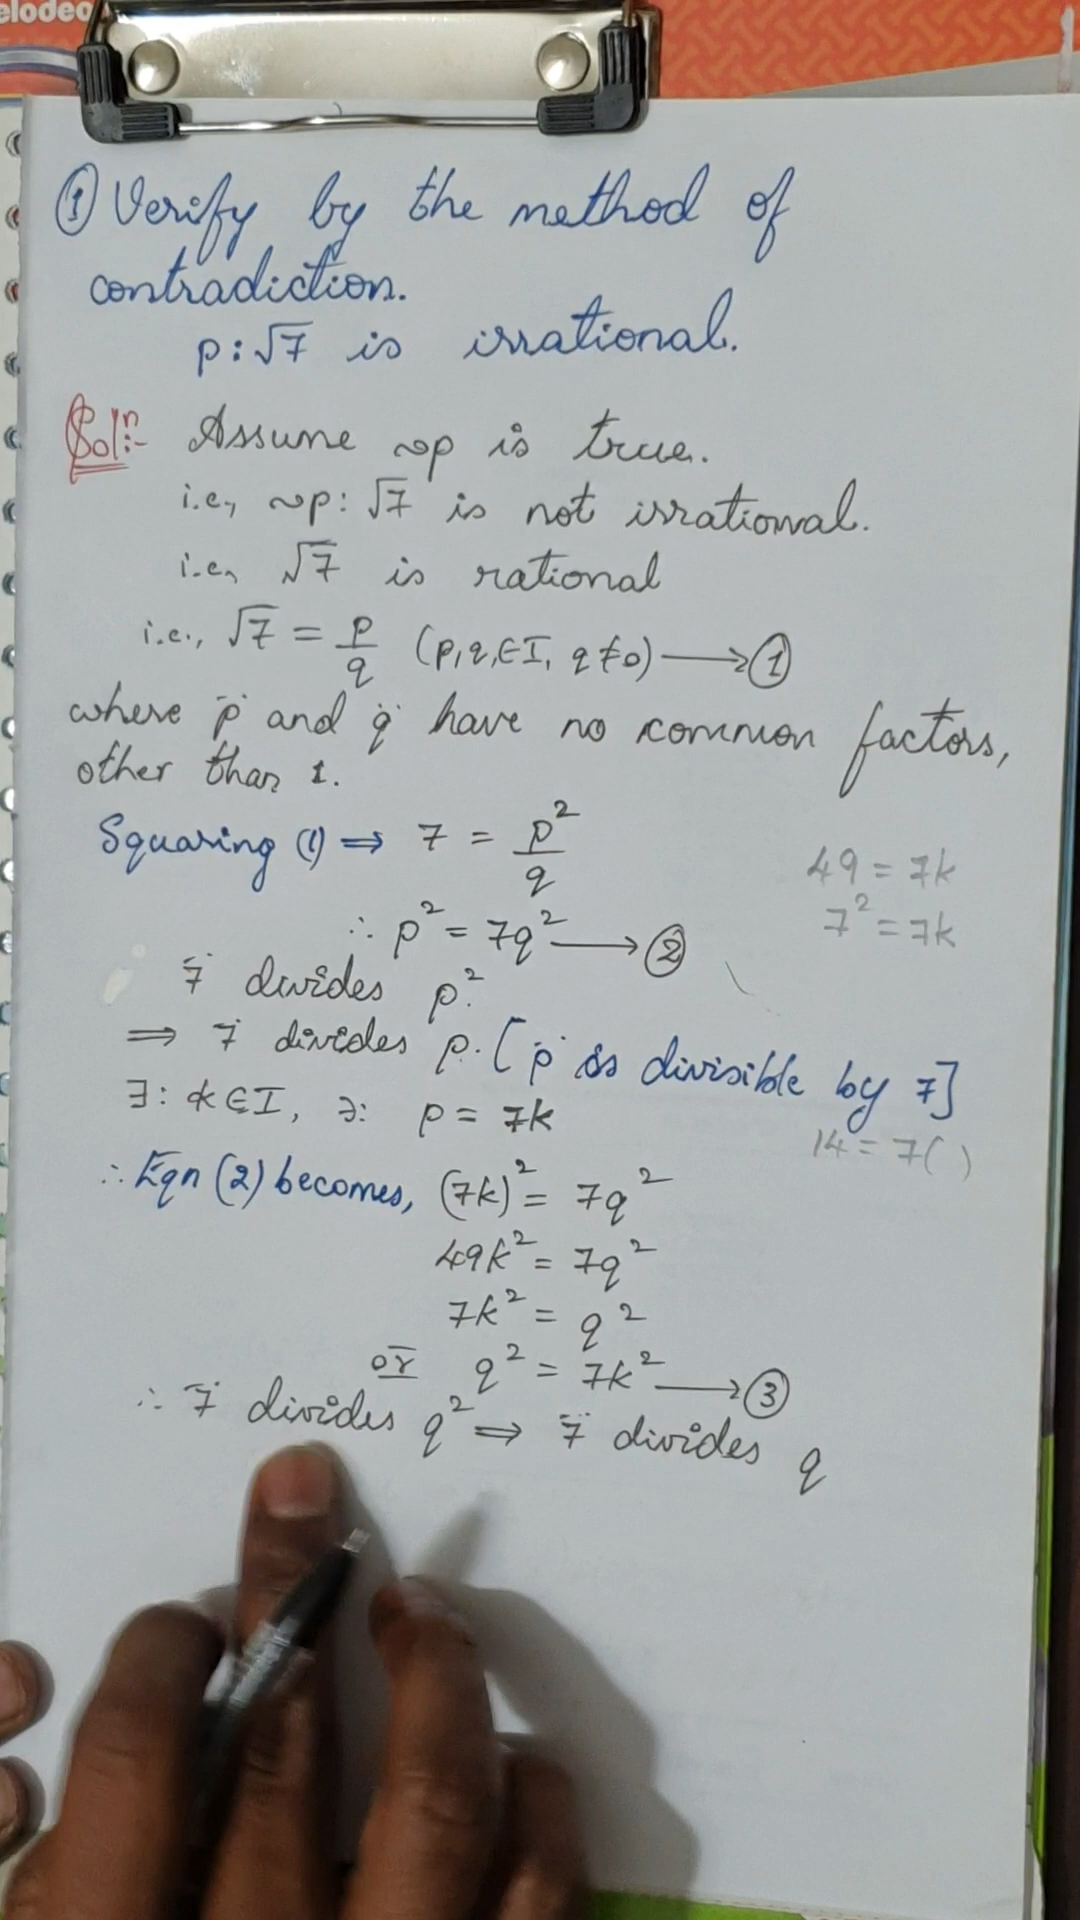 elodeo
① Verify by the method of
contradiction.
p: √7 is irrational.
Solⁿ:- Assume ~p is true.
i.e., ~p: √7 is not irrational.
i.e., √7 is rational
i.e., √7 = p/q (p,q,∈I, q≠0) ⟶ ①
where 'p' and 'q' have no common factors,
other than 1.
Squaring (1) ⟹ 7 = p²/q
49 = 7k
∴ p² = 7q² ⟶ ②
7² = 7k
7 divides p².
⟹ 7 divides p. ['p' is divisible by 7]
∃: k∈I, ∋: p = 7k
14 = 7( )
∴ Eqn (2) becomes, (7k)² = 7q²
49k² = 7q²
7k² = q²
or q² = 7k² ⟶ ③
∴ 7 divides q² ⟹ 7 divides q